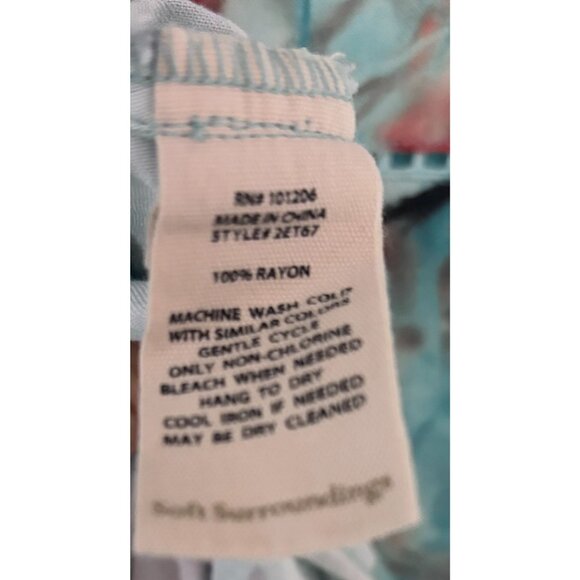 RN# 101206
MADE IN CHINA
STYLE# 2ET67
100% RAYON
MACHINE WASH COLD
WITH SIMILAR COLORS
GENTLE CYCLE
ONLY NON-CHLORINE
BLEACH WHEN NEEDED
HANG TO DRY
COOL IRON IF NEEDED
MAY BE DRY CLEANED
Soft Surroundings